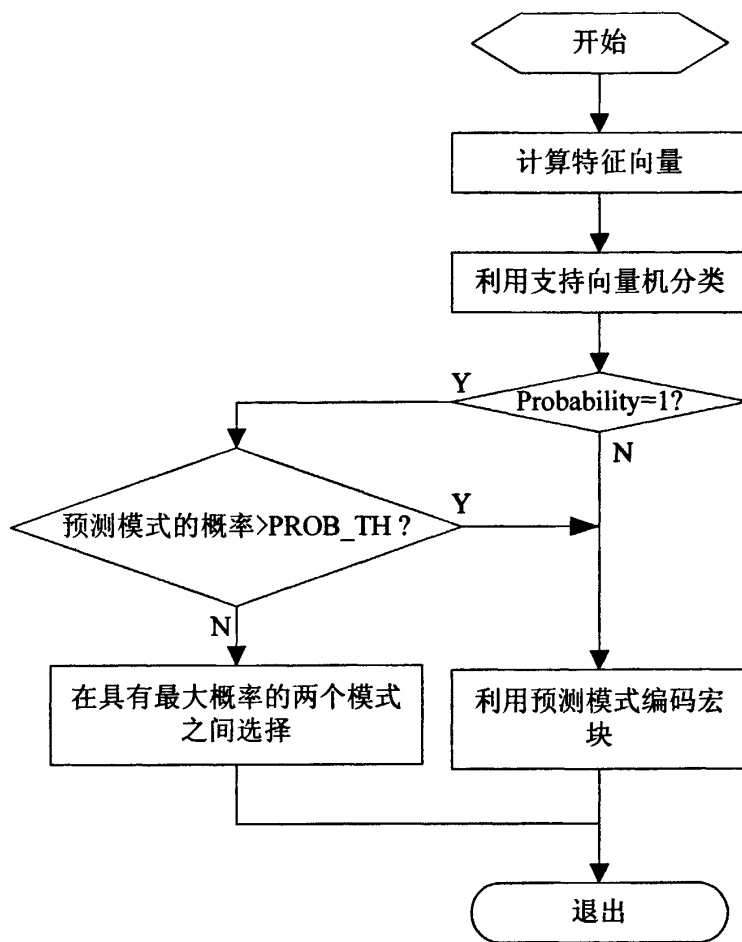 开始
计算特征向量
利用支持向量机分类
Y
Probability=1?
N
预测模式的概率>PROB_TH？
Y
N
在具有最大概率的两个模式
之间选择
利用预测模式编码宏
块
退出